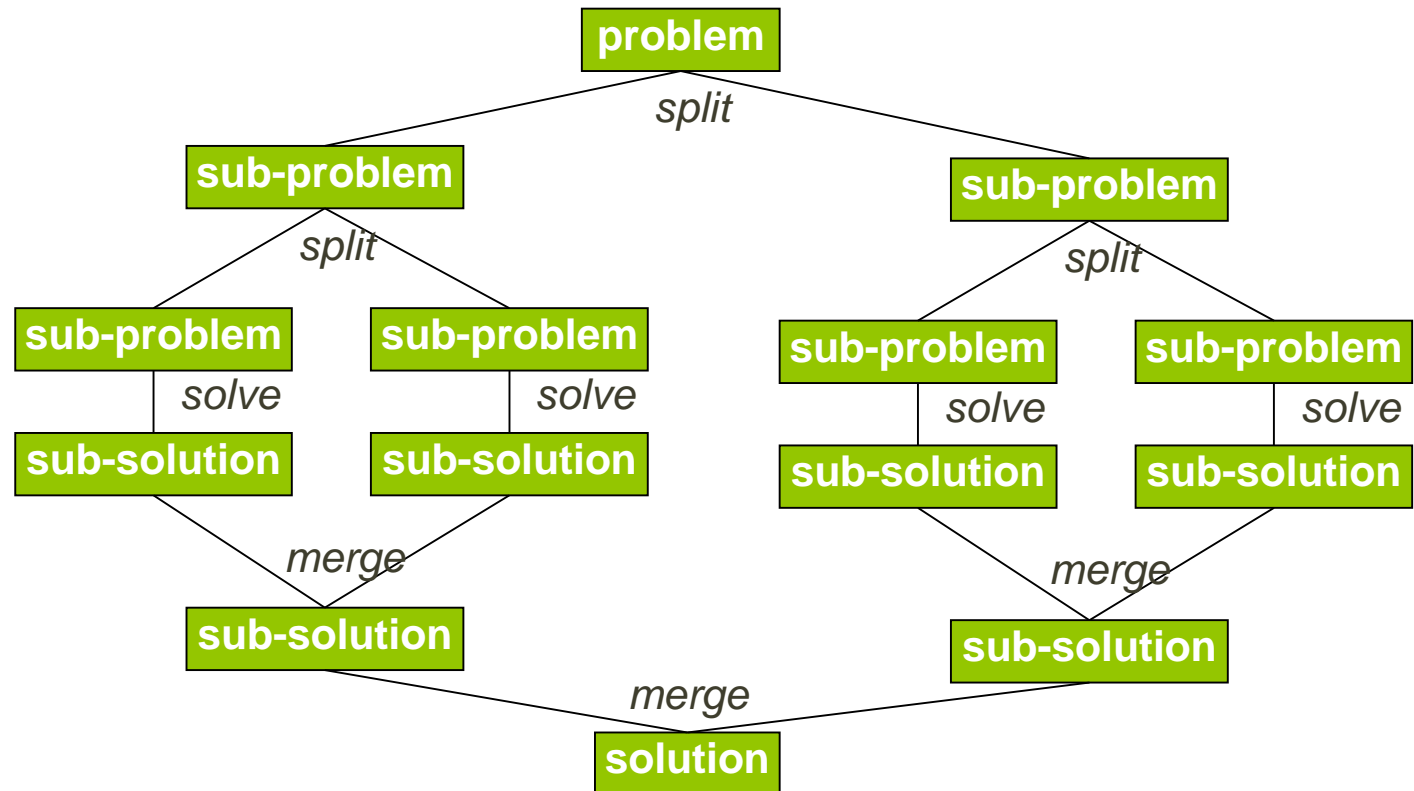 problem
split
sub-problem
sub-problem
split
split
sub-problem
sub-problem
sub-problem
sub-problem
solve
solve
solve
solve
sub-solution
sub-solution
sub-solution
sub-solution
merge
merge
sub-solution
sub-solution
merge
solution